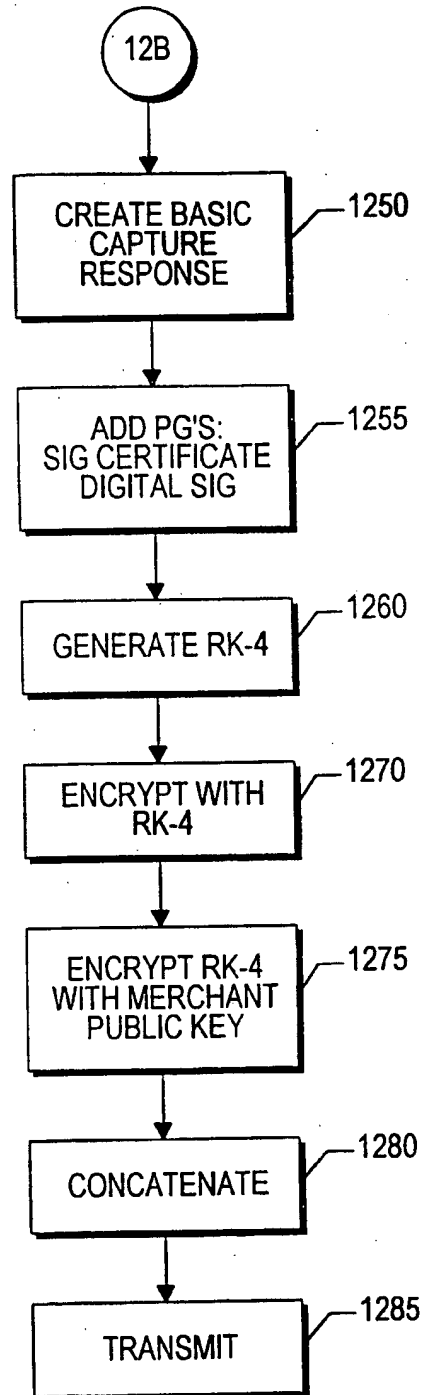 12B
CREATE BASIC
CAPTURE
RESPONSE
1250
ADD PG'S:
SIG CERTIFICATE
DIGITAL SIG
1255
GENERATE RK-4
1260
ENCRYPT WITH
RK-4
1270
ENCRYPT RK-4
WITH MERCHANT
PUBLIC KEY
1275
CONCATENATE
1280
TRANSMIT
1285